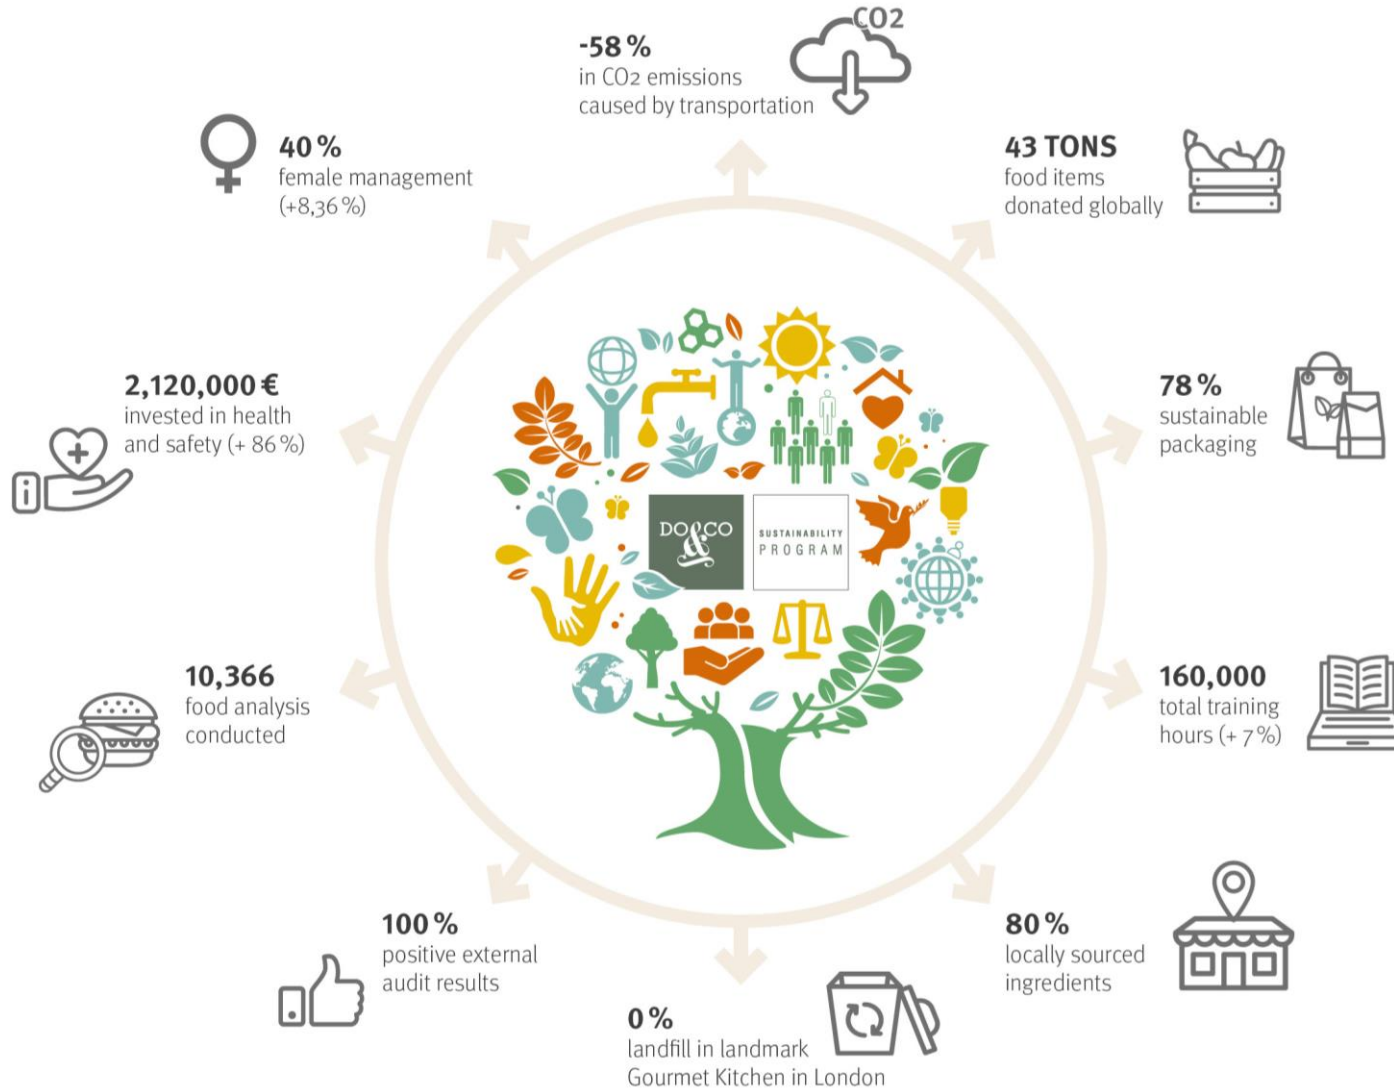 CO2
-58 %
in CO2 emissions
caused by transportation
43 TONS
food items
donated globally
78 %
sustainable
packaging
160,000
total training
hours (+ 7 %)
80 %
locally sourced
ingredients
0 %
landfill in landmark
Gourmet Kitchen in London
100 %
positive external
audit results
10,366
food analysis
conducted
2,120,000 €
invested in health
and safety (+ 86 %)
40 %
female management
(+8,36 %)
DO & CO
SUSTAINABILITY
PROGRAM